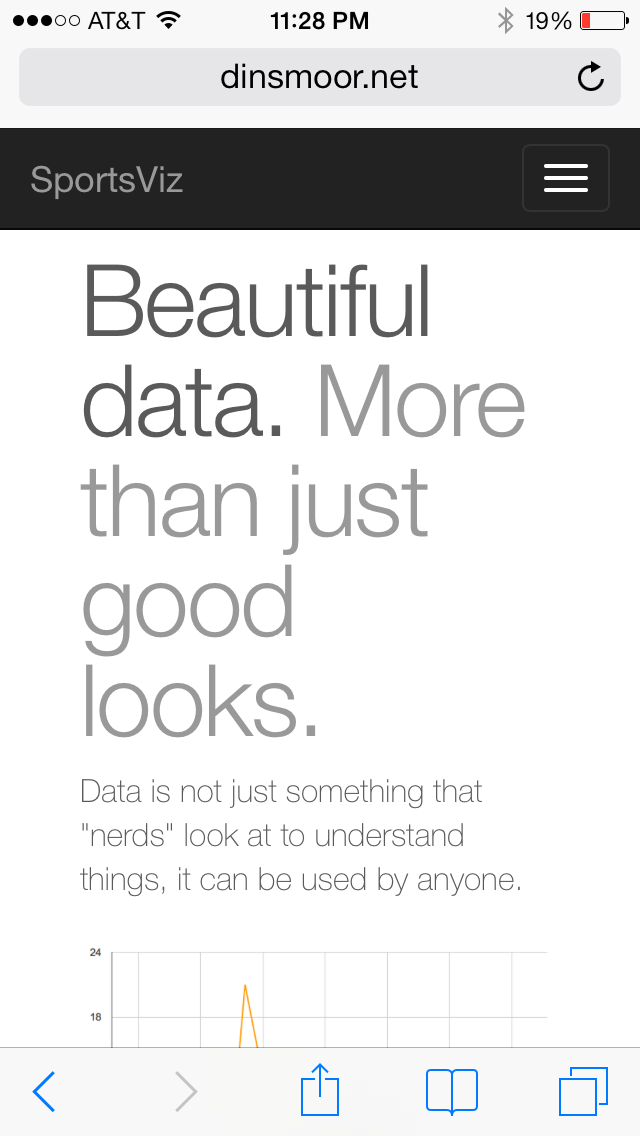 AT&T 11:28 PM 19%
dinsmoor.net
SportsViz
Beautiful
data. More
than just
good
looks.
Data is not just something that
"nerds" look at to understand
things, it can be used by anyone.
24
18